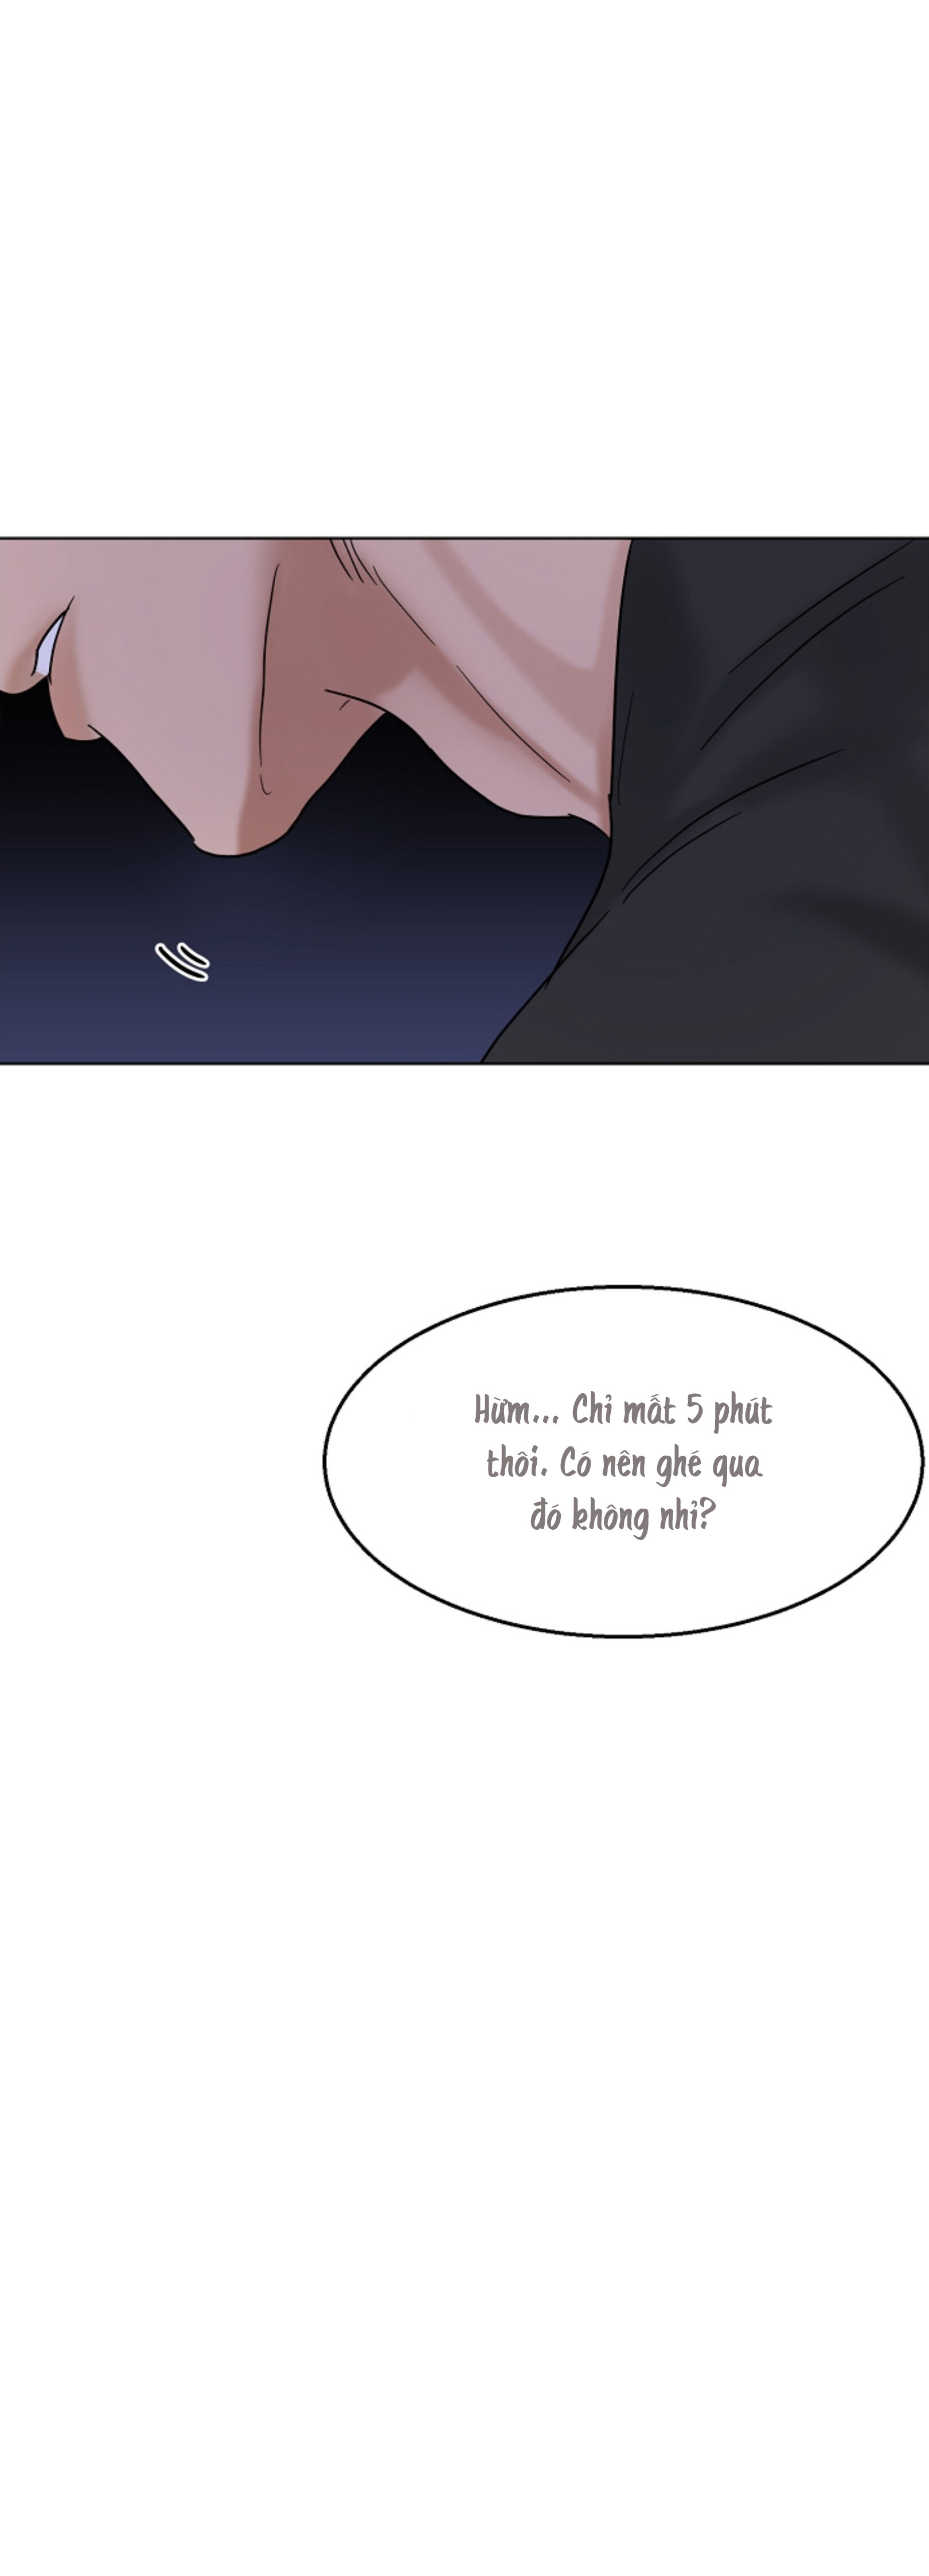 Hừm... Chỉ mất 5 phút
thôi. Có nên ghé qua
đó không nhỉ?